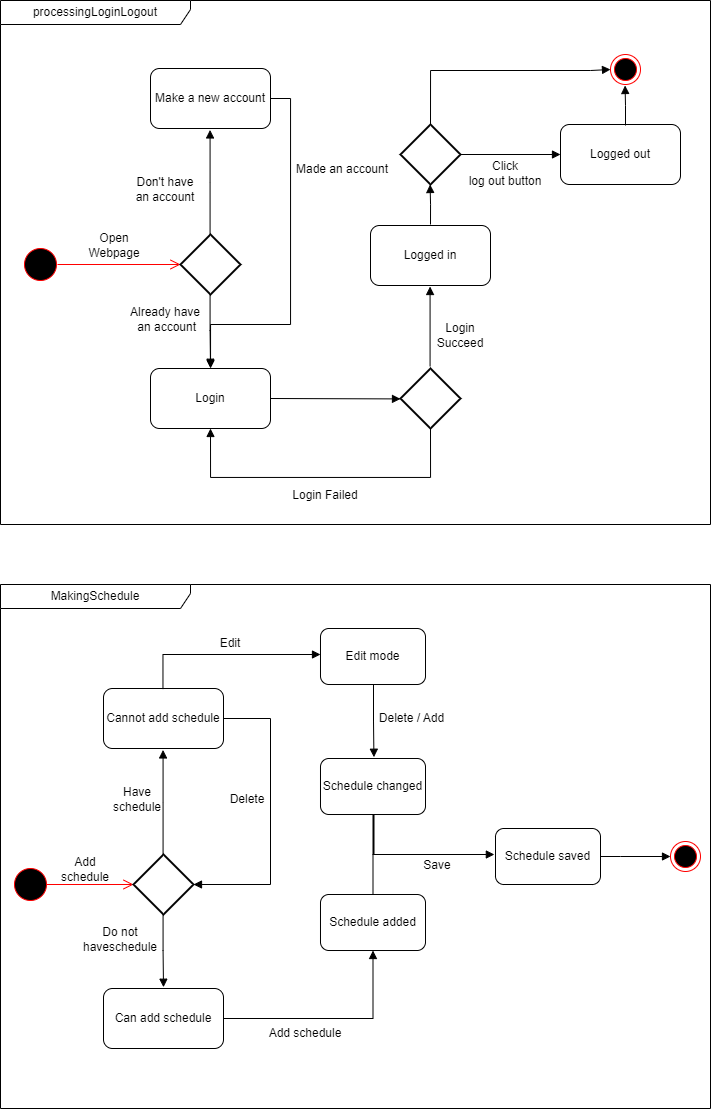 processingLoginLogout
Make a new account
Don't have
an account
Made an account
Click
log out button
Logged out
Open
Webpage
Logged in
Already have
an account
Login
Succeed
Login
Login Failed
MakingSchedule
Edit
Edit mode
Cannot add schedule
Delete / Add
Have
schedule
Delete
Schedule changed
Add
schedule
Save
Schedule saved
Do not
haveschedule
Schedule added
Can add schedule
Add schedule